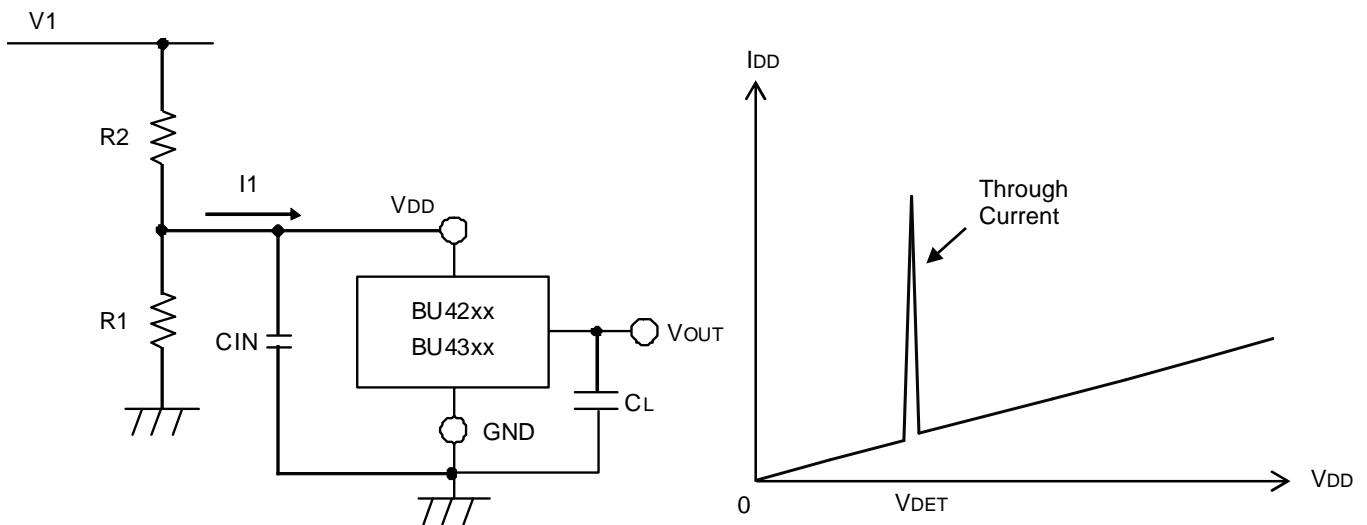 V1
R2
I1
VDD
R1
CIN
BU42xx
BU43xx
VOUT
CL
GND
IDD
Through
Current
0
VDET
VDD